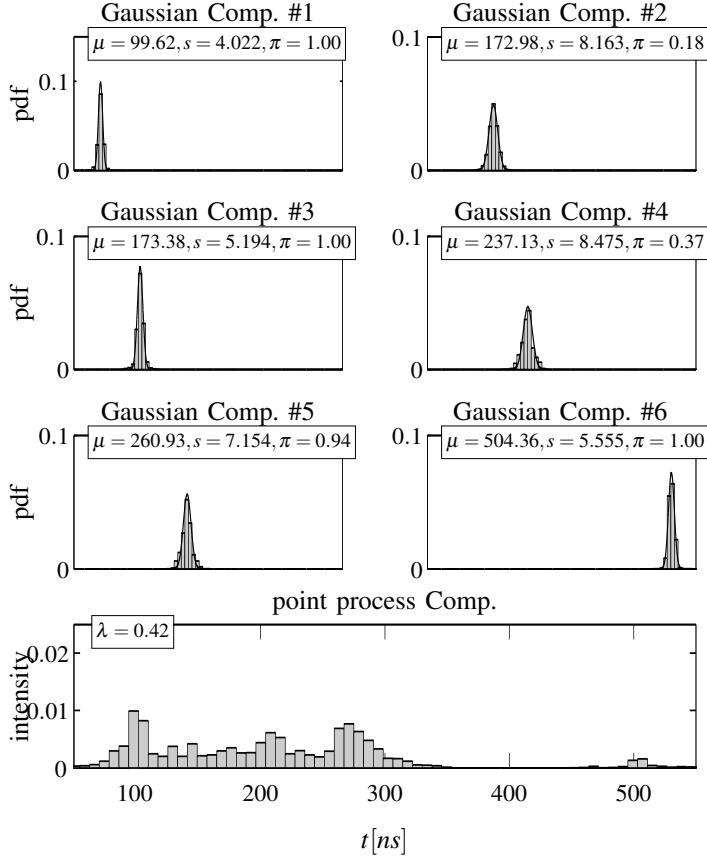 Gaussian Comp. #1
Gaussian Comp. #2
μ = 99.62, s = 4.022, π = 1.00
μ = 172.98, s = 8.163, π = 0.18
0.1
0
pdf
0.1
0
Gaussian Comp. #3
Gaussian Comp. #4
μ = 173.38, s = 5.194, π = 1.00
μ = 237.13, s = 8.475, π = 0.37
0.1
0
pdf
0.1
0
Gaussian Comp. #5
Gaussian Comp. #6
μ = 260.93, s = 7.154, π = 0.94
μ = 504.36, s = 5.555, π = 1.00
0.1
0
pdf
0.1
0
point process Comp.
λ = 0.42
0.02
0.01
0
intensity
100 200 300 400 500
t[ns]